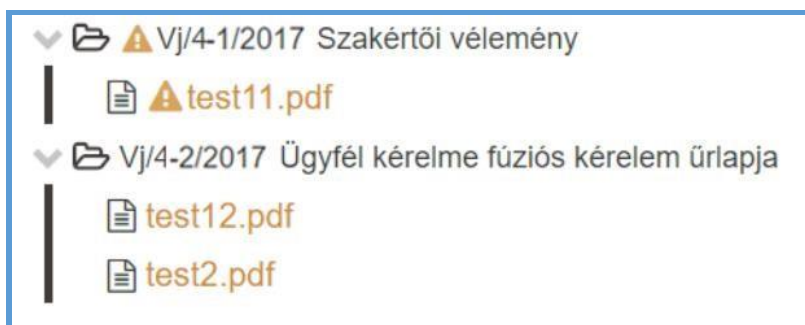 Vj/4-1/2017 Szakértői vélemény
test11.pdf
Vj/4-2/2017 Ügyfél kérelme fúziós kérelem űrlapja
test12.pdf
test2.pdf